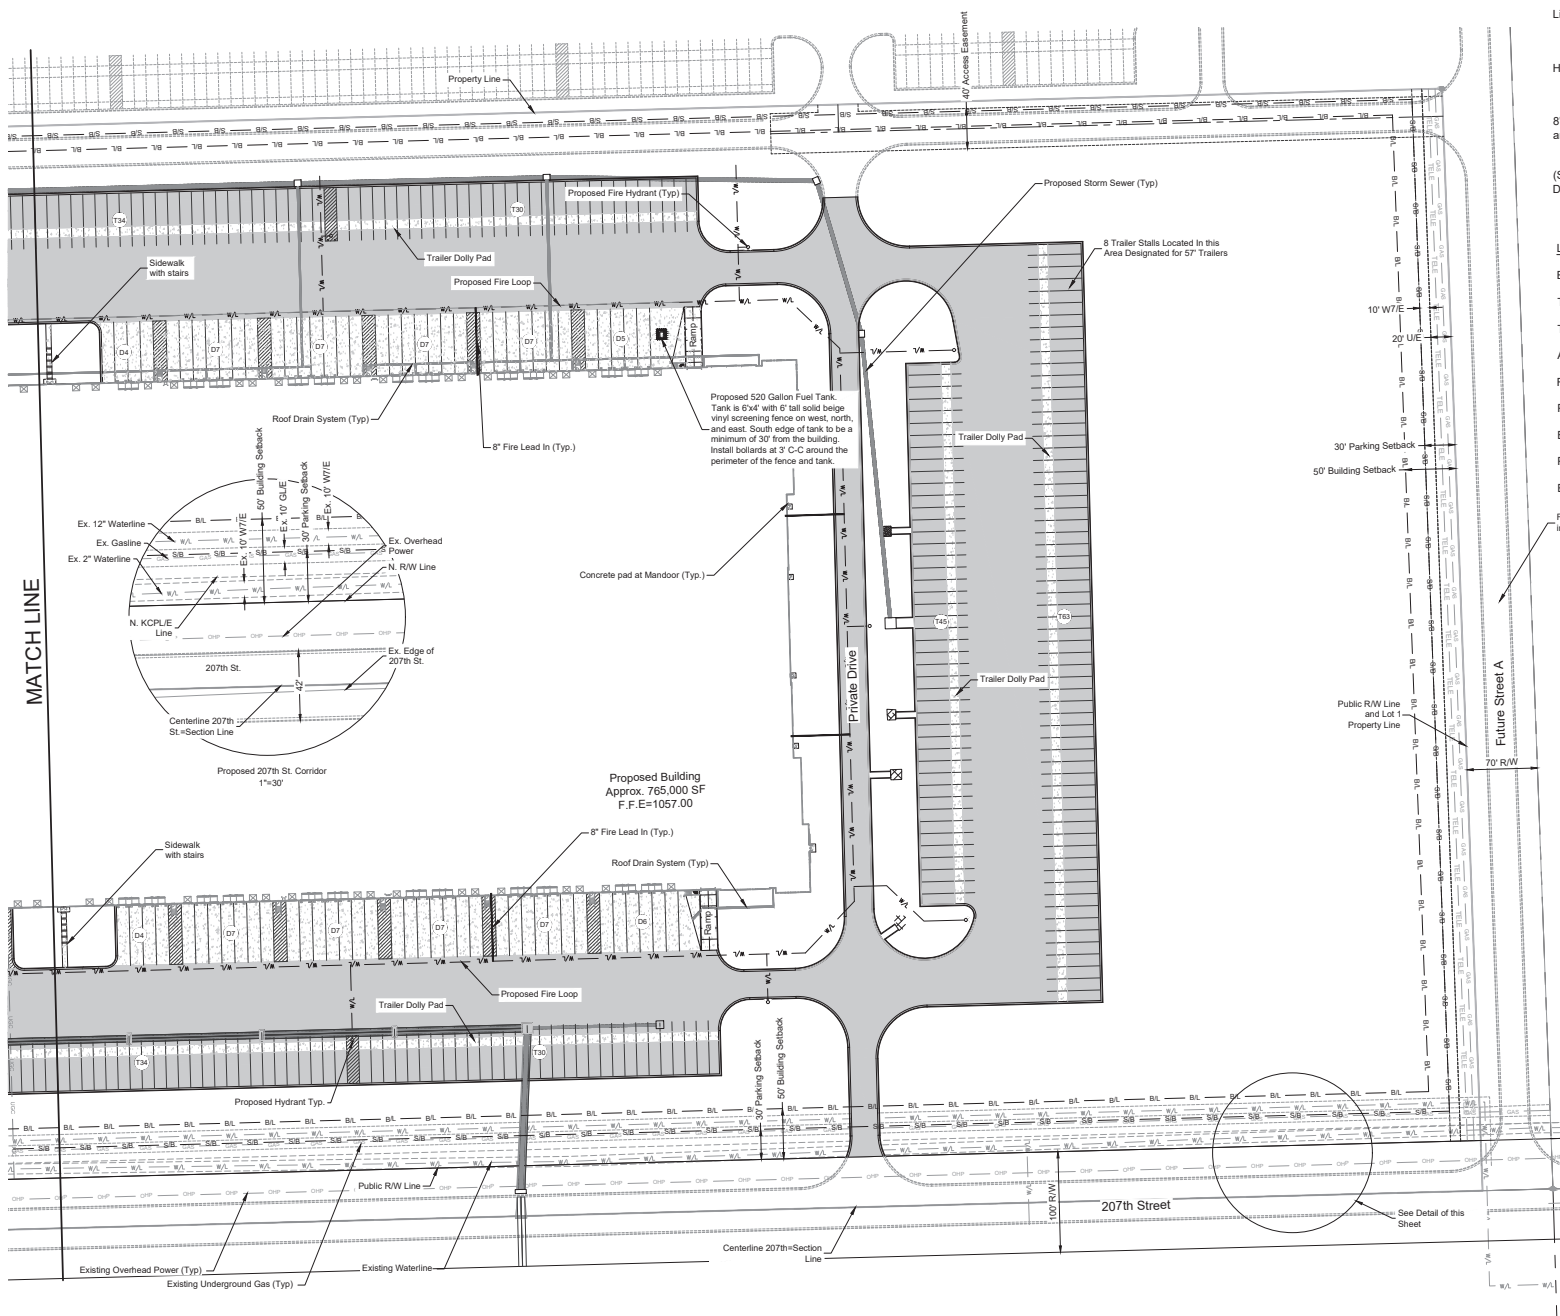 Property Line
40' Access Easement
Proposed Fire Hydrant (Typ)
Proposed Storm Sewer (Typ)
T34
T30
Sidewalk
with stairs
Trailer Dolly Pad
Proposed Fire Loop
8 Trailer Stalls Located In this
Area Designated for 57' Trailers
D4
D7
D7
D7
D7
D5
Ramp
10' W7/E
20' U/E
Proposed 520 Gallon Fuel Tank.
Tank is 6'x4' with 6' tall solid beige
vinyl screening fence on west, north,
and east. South edge of tank to be a
minimum of 30' from the building.
Install bollards at 3' C-C around the
perimeter of the fence and tank.
Roof Drain System (Typ)
8" Fire Lead In (Typ.)
Trailer Dolly Pad
30' Parking Setback
50' Building Setback
50' Building Setback
Ex. 10' GL/E
30' Parking Setback
Ex. 10' W7/E
Ex. 10' W7/E
Ex. 12" Waterline
Ex. Gasline
Ex. 2" Waterline
Ex. Overhead
Power
N. R/W Line
N. KCPL/E
Line
Ex. Edge of
207th St.
207th St.
42'
Centerline 207th
St.=Section Line
Proposed 207th St. Corridor
1"=30'
MATCH LINE
Concrete pad at Mandoor (Typ.)
T45
T63
Private Drive
Trailer Dolly Pad
Public R/W Line
and Lot 1
Property Line
Future Street A
70' R/W
Proposed Building
Approx. 765,000 SF
F.F.E=1057.00
8" Fire Lead In (Typ.)
Roof Drain System (Typ)
Sidewalk
with stairs
D4
D7
D7
D7
D7
D6
Ramp
Proposed Fire Loop
Trailer Dolly Pad
T34
T30
Proposed Hydrant Typ.
30' Parking Setback
50' Building Setback
Public R/W Line
100' R/W
207th Street
See Detail of this
Sheet
Centerline 207th=Section
Line
Existing Overhead Power (Typ)
Existing Waterline
Existing Underground Gas (Typ)